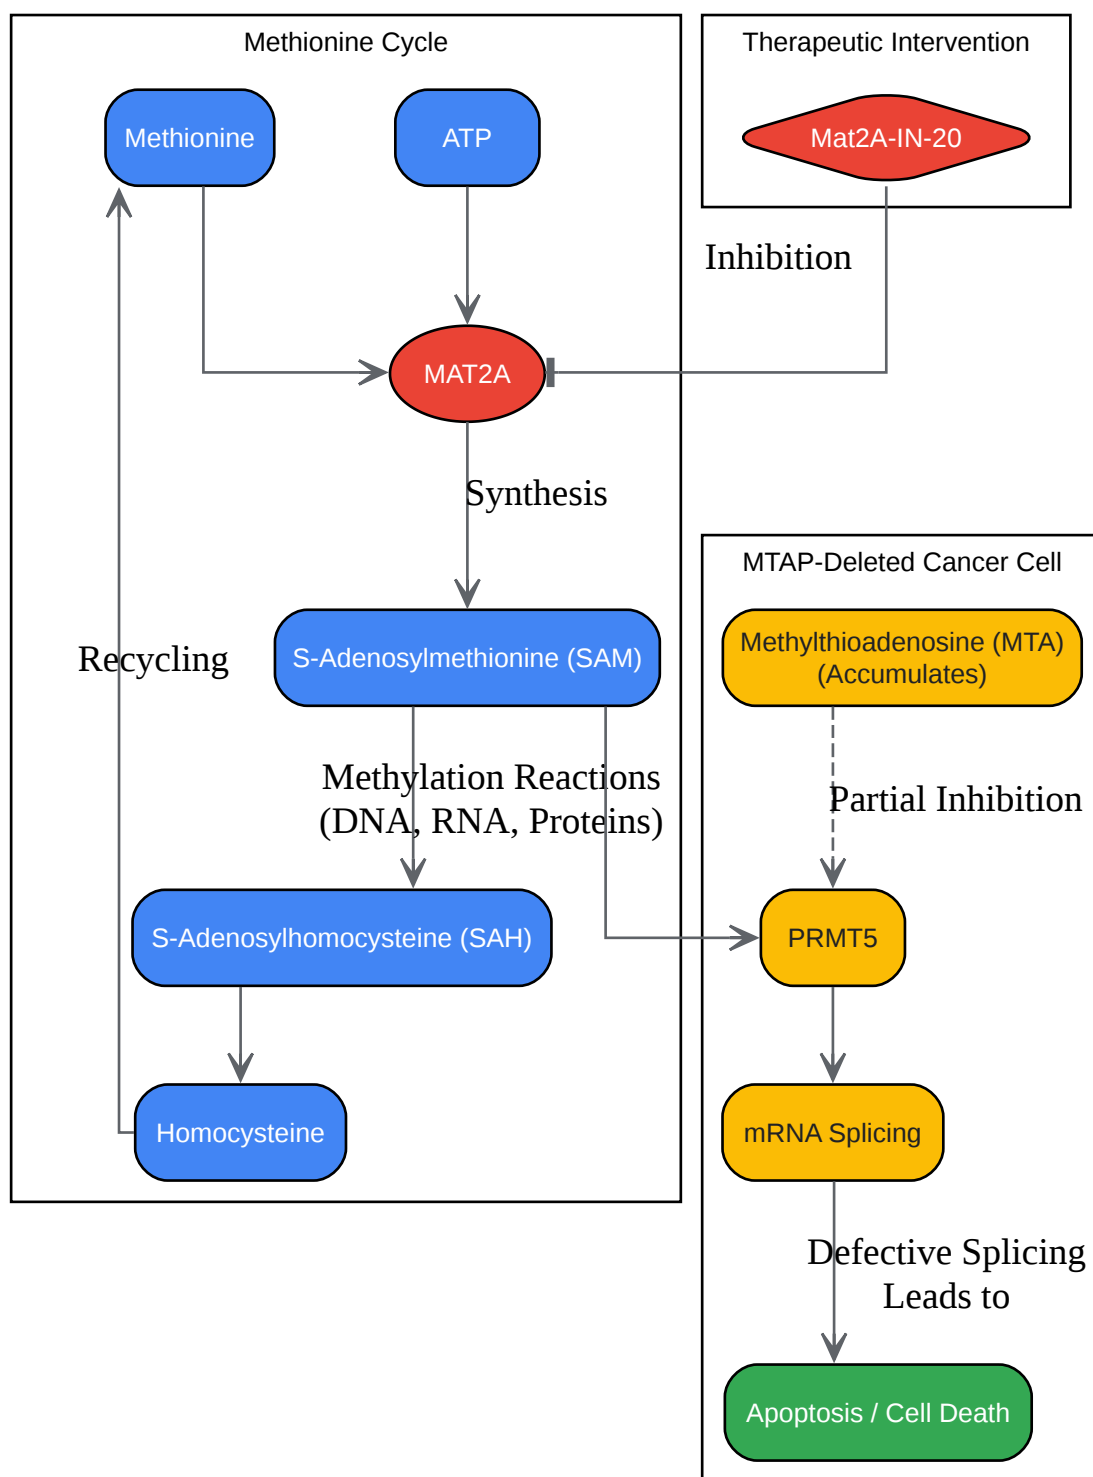 Methionine Cycle
Therapeutic Intervention
Methionine
ATP
Mat2A-IN-20
Inhibition
MAT2A
Synthesis
MTAP-Deleted Cancer Cell
Recycling
S-Adenosylmethionine (SAM)
Methylthioadenosine (MTA)
(Accumulates)
Methylation Reactions
(DNA, RNA, Proteins)
Partial Inhibition
S-Adenosylhomocysteine (SAH)
PRMT5
Homocysteine
mRNA Splicing
Defective Splicing
Leads to
Apoptosis / Cell Death